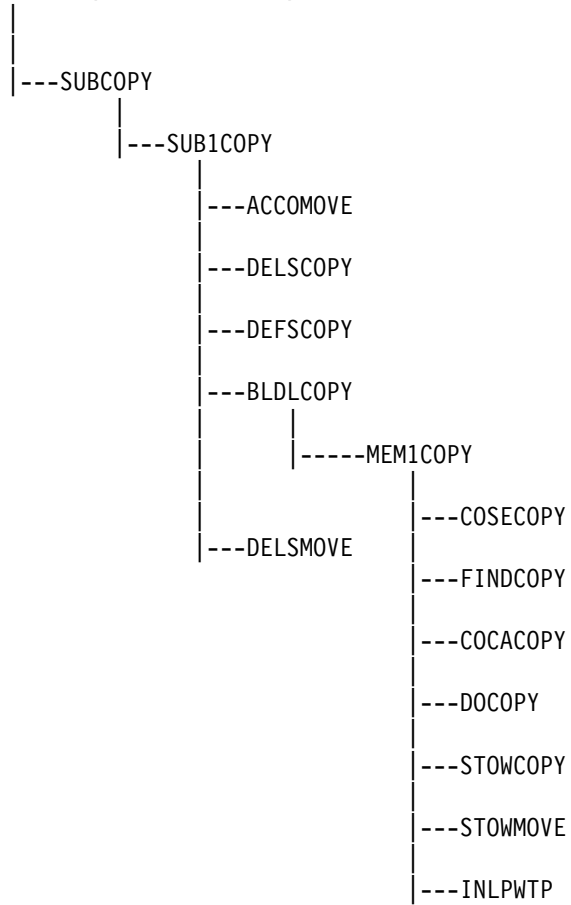 |---SUBCOPY
|---SUB1COPY
|---ACCOMOVE
|---DELSCOPY
|---DEFSCOPY
|---BLDLCOPY
|-----MEM1COPY
|---COSECOPY
|---DELSMOVE
|---FINDCOPY
|---COCACOPY
|---DOCOPY
|---STOWCOPY
|---STOWMOVE
|---INLPWTP